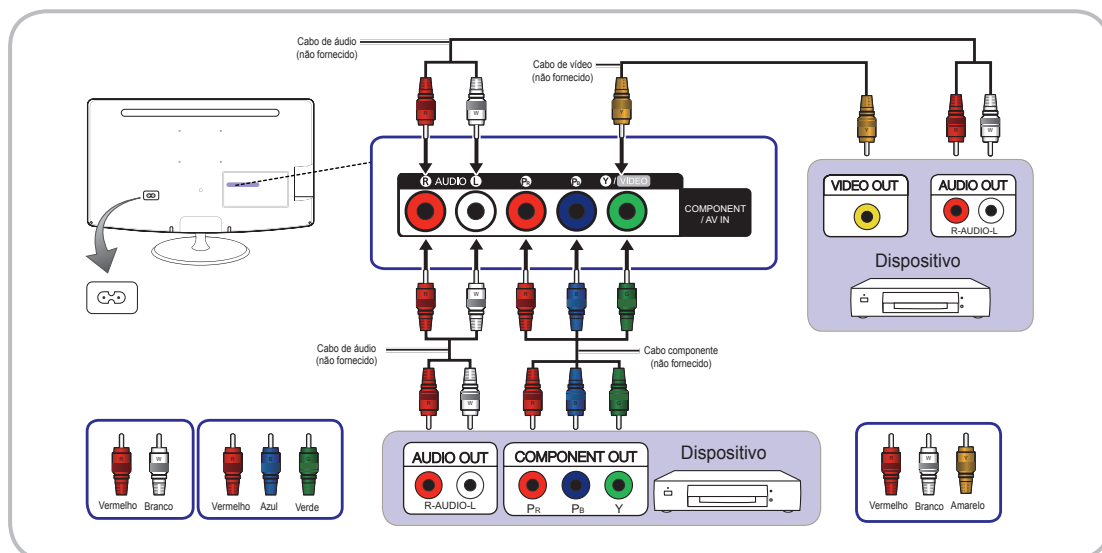 Cabo de áudio
(não fornecido)
Cabo de vídeo
(não fornecido)
R W Y
Y R W
R AUDIO L PR PB Y / VIDEO
COMPONENT
/ AV IN
VIDEO OUT
AUDIO OUT
R-AUDIO-L
Dispositivo
R W R B G
Cabo de áudio
(não fornecido)
Cabo componente
(não fornecido)
R W R B G
AUDIO OUT
R-AUDIO-L
COMPONENT OUT
PR PB Y
Dispositivo
R W
Vermelho Branco
R B G
Vermelho Azul Verde
R W Y
Vermelho Branco Amarelo